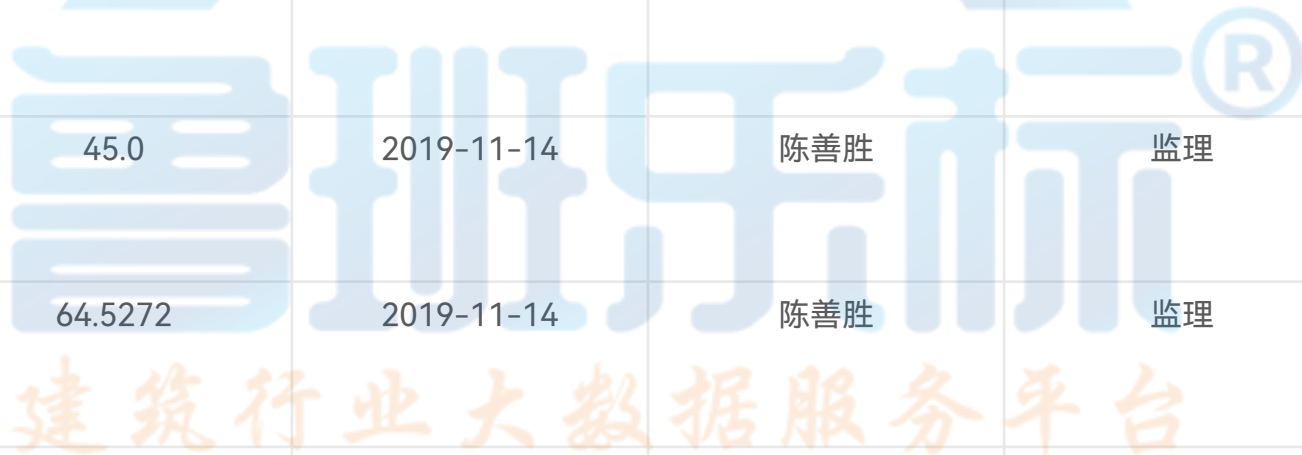 鲁班乐标®
45.0 2019-11-14 陈善胜 监理
64.5272 2019-11-14 陈善胜 监理
建筑行业大数据服务平台